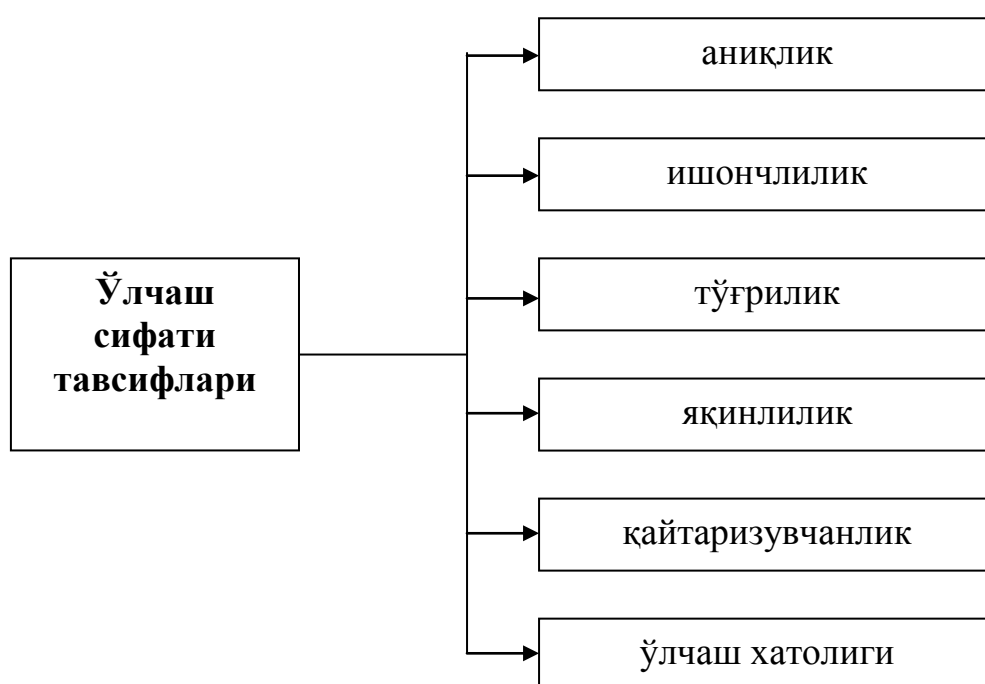 Ўлчаш
сифати
тавсифлари
аниқлик
ишончлилик
тўғрилик
яқинлилик
қайтаризувчанлик
ўлчаш хатолиги